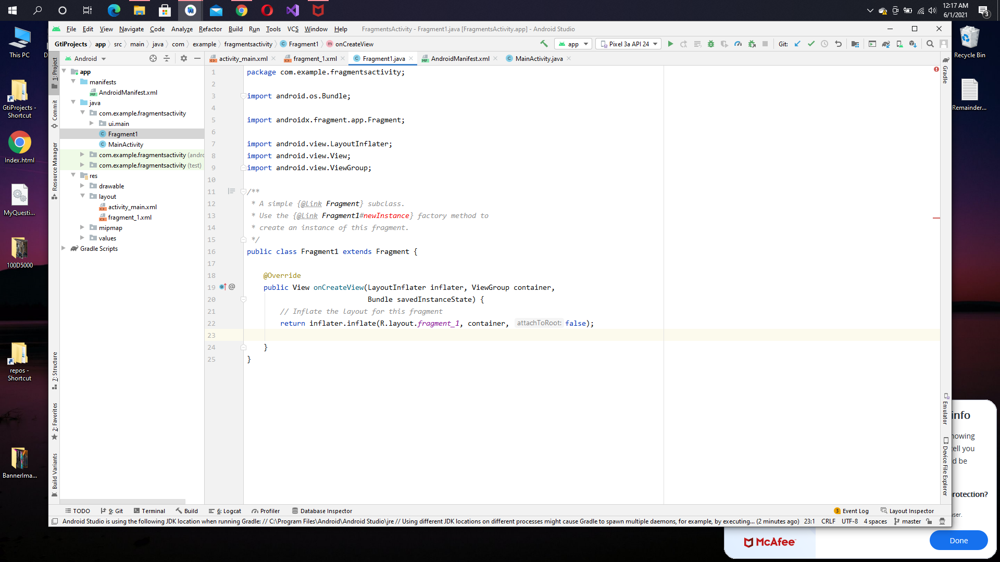 12:17 AM
6/1/2021
3
This PC
D
GtiProjects -
Shortcut
Index.html
MyQuesti...
100D5000
repos -
Shortcut
BannerIma...
Recycle Bin
Remainder...
File Edit View Navigate Code Analyze Refactor Build Run Tools VCS Window Help FragmentsActivity - Fragment1.java [FragmentsActivity.app] - Android Studio
GtiProjects app src main java com example fragmentsactivity Fragment1 onCreateView app Pixel 3a API 24 Git:
Android
activity_main.xml fragment_1.xml Fragment1.java AndroidManifest.xml MainActivity.java
1: Project
Commit
Resource Manager
7: Structure
2: Favorites
Build Variants
app
manifests
AndroidManifest.xml
java
com.example.fragmentsactivity
ui.main
Fragment1
MainActivity
com.example.fragmentsactivity (andro
com.example.fragmentsactivity (test)
res
drawable
layout
activity_main.xml
fragment_1.xml
mipmap
values
Gradle Scripts
1 package com.example.fragmentsactivity;
2
3 import android.os.Bundle;
4
5 import androidx.fragment.app.Fragment;
6
7 import android.view.LayoutInflater;
8 import android.view.View;
9 import android.view.ViewGroup;
10
11 /**
12 * A simple {@link Fragment} subclass.
13 * Use the {@link Fragment1#newInstance} factory method to
14 * create an instance of this fragment.
15 */
16 public class Fragment1 extends Fragment {
17
18 @Override
19 @ public View onCreateView(LayoutInflater inflater, ViewGroup container,
20 Bundle savedInstanceState) {
21 // Inflate the layout for this fragment
22 return inflater.inflate(R.layout.fragment_1, container, attachToRoot: false);
23
24 }
25 }
Gradle
Emulator
Device File Explorer
TODO 9: Git Terminal Build 6: Logcat Profiler Database Inspector 3 Event Log Layout Inspector
Android Studio is using the following JDK location when running Gradle: // C:\Program Files\Android\Android Studio\jre // Using different JDK locations on different processes might cause Gradle to spawn multiple daemons, for example, by executing... (2 minutes ago) 23:1 CRLF UTF-8 4 spaces master
info
howing
tell you
d be
rotection?
wser.
McAfee
Done